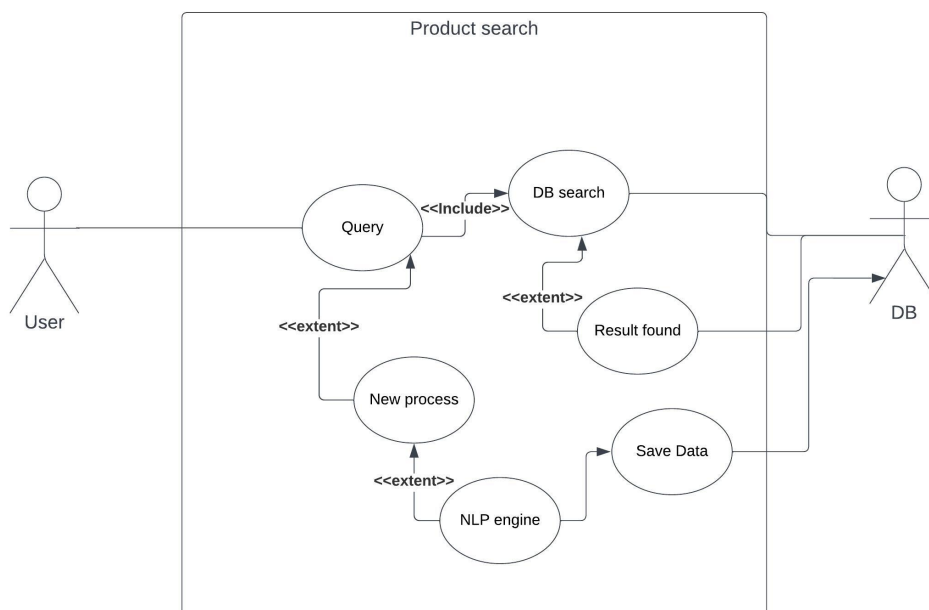 Product search
DB search
<<Include>>
Query
<<extent>>
User
DB
<<extent>>
Result found
New process
Save Data
<<extent>>
NLP engine